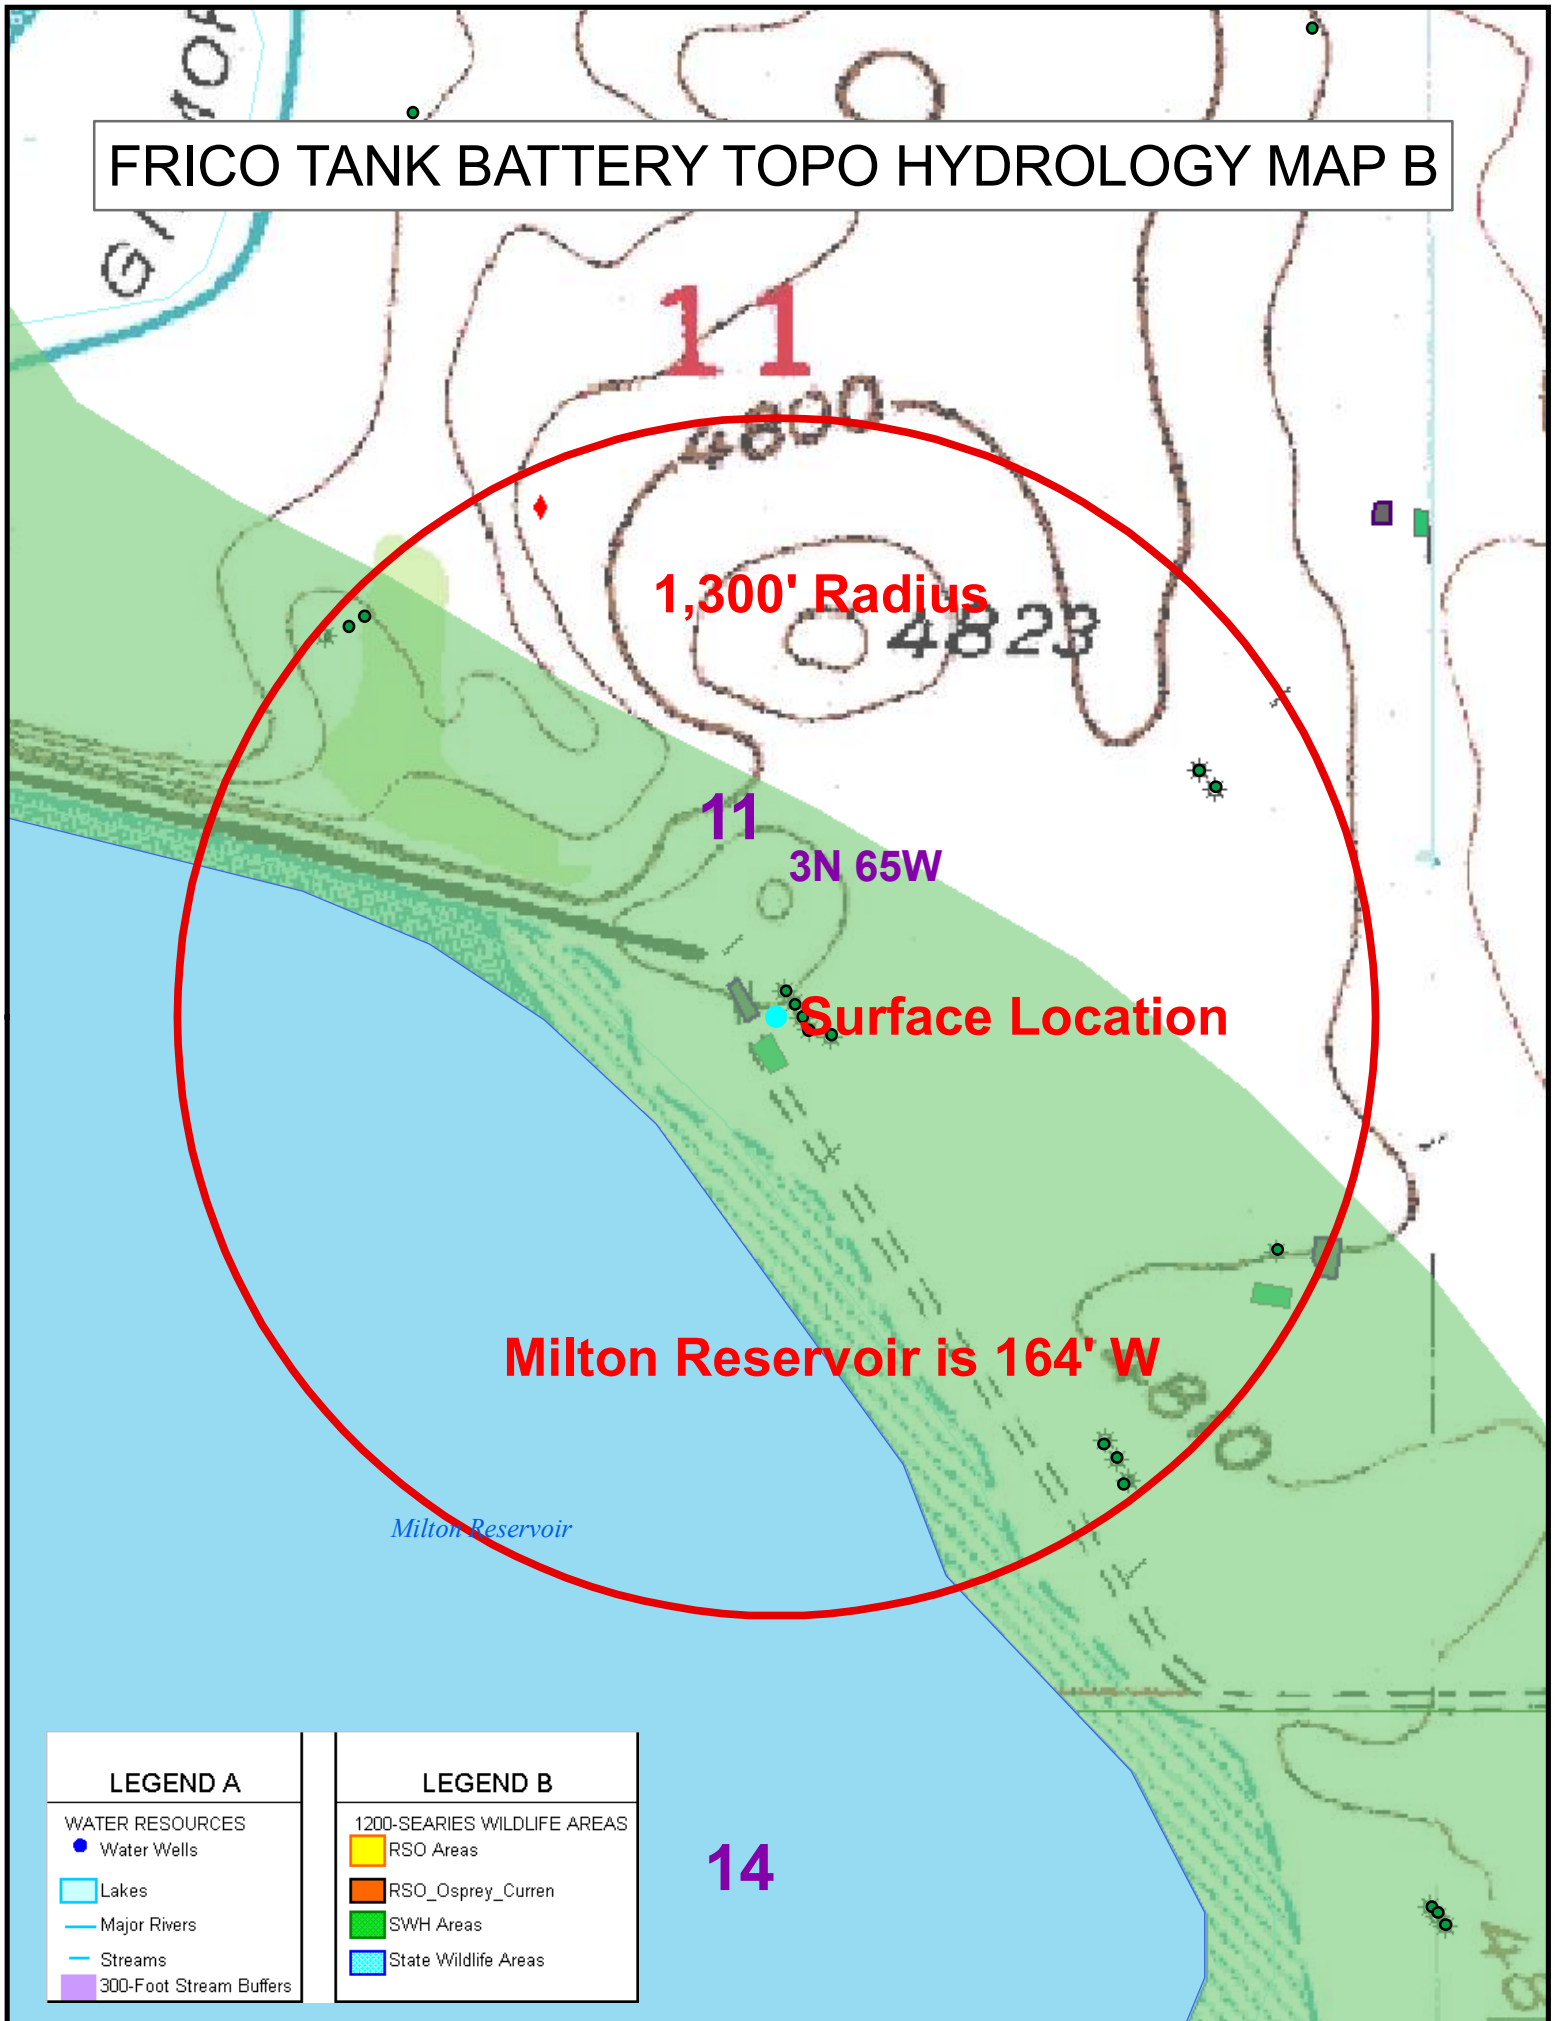 FRICO TANK BATTERY TOPO HYDROLOGY MAP B
11
4800
1,300' Radius
4823
11
3N 65W
Surface Location
Milton Reservoir is 164' W
4810
Milton Reservoir
14
LEGEND A
WATER RESOURCES
Water Wells
Lakes
Major Rivers
Streams
300-Foot Stream Buffers
LEGEND B
1200-SEARIES WILDLIFE AREAS
RSO Areas
RSO_Osprey_Curren
SWH Areas
State Wildlife Areas